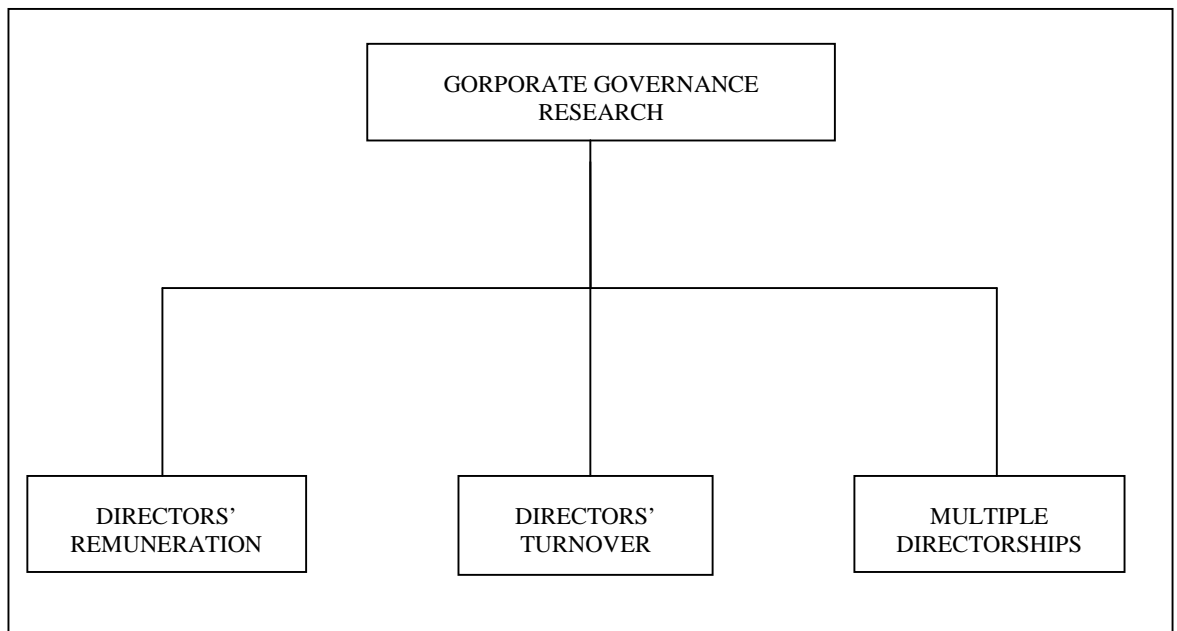 GORPORATE GOVERNANCE
RESEARCH
DIRECTORS’
REMUNERATION
DIRECTORS’
TURNOVER
MULTIPLE
DIRECTORSHIPS